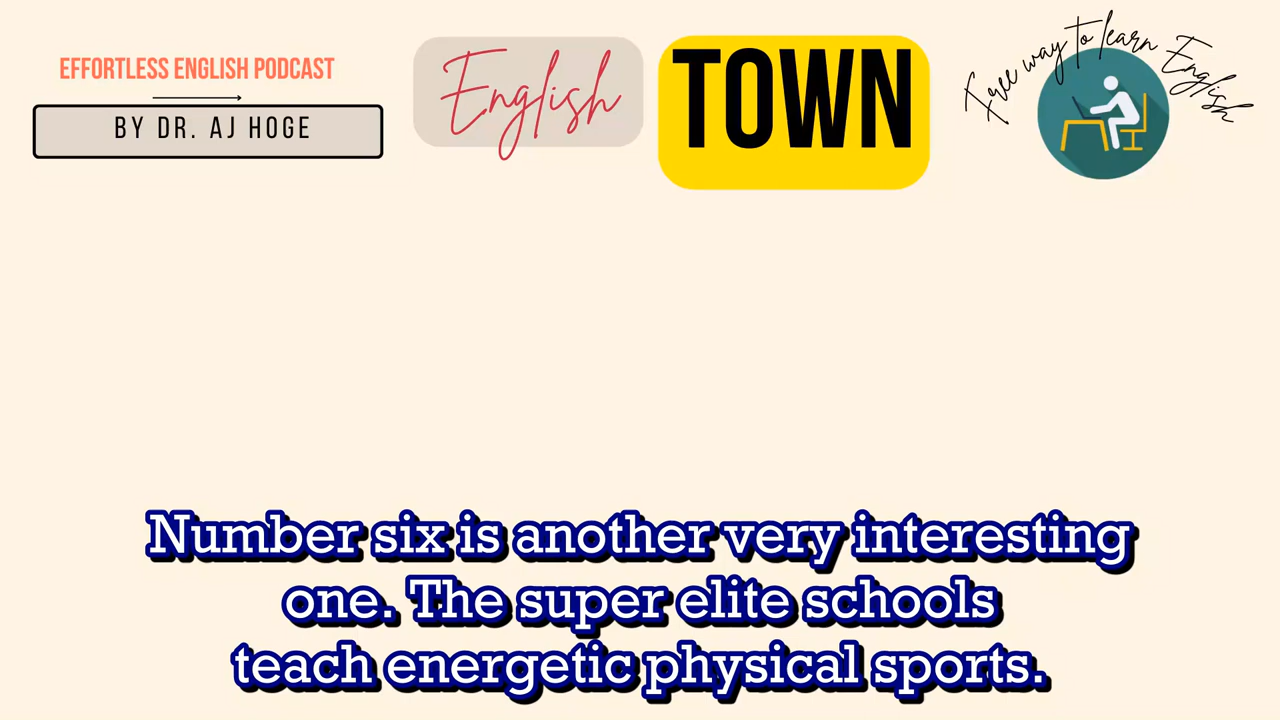 EFFORTLESS ENGLISH PODCAST
BY DR. AJ HOGE
English
TOWN
Free way to learn English
Number six is another very interesting
one. The super elite schools
teach energetic physical sports.